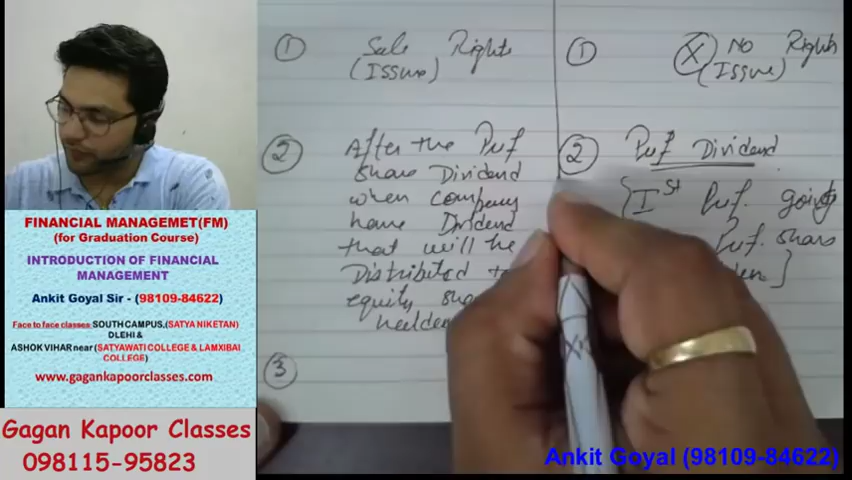 FINANCIAL MANAGEMET(FM)
(for Graduation Course)
INTRODUCTION OF FINANCIAL
MANAGEMENT
Ankit Goyal Sir - (98109-84622)
Face to face classes SOUTH CAMPUS,(SATYA NIKETAN)
DLEHI &
ASHOK VIHAR near(SATYAWATI COLLEGE & LAMXIBAI
COLLEGE)
www.gagankapoorclasses.com
Gagan Kapoor Classes
098115-95823
① Rights
(Issue)
② After the Pref
Share Dividend
when Company
have Dividend
that will be
Distributed
equity
③
① X No Rights
(Issue)
② Pref Dividend
{ Ist Pref. going
Pref. share
}
Ankit Goyal (98109-84622)